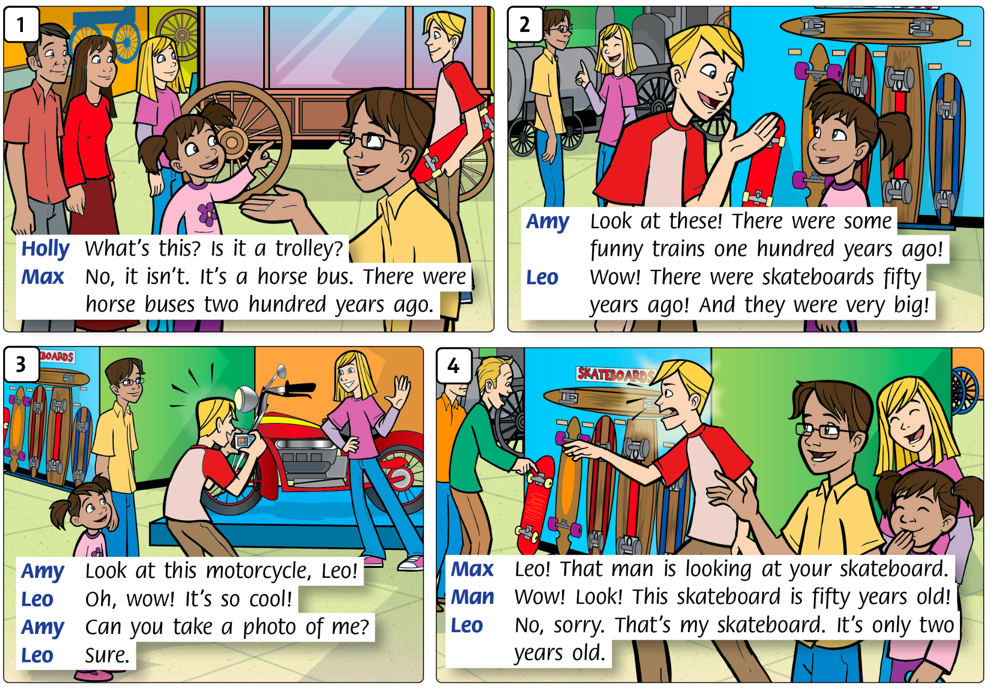 1
Holly What's this? Is it a trolley?
Max No, it isn't. It's a horse bus. There were
horse buses two hundred years ago.
2
Amy Look at these! There were some
funny trains one hundred years ago!
Leo Wow! There were skateboards fifty
years ago! And they were very big!
3
BOARDS
Amy Look at this motorcycle, Leo!
Leo Oh, wow! It's so cool!
Amy Can you take a photo of me?
Leo Sure.
4
SKATEBOARDS
Max Leo! That man is looking at your skateboard.
Man Wow! Look! This skateboard is fifty years old!
Leo No, sorry. That's my skateboard. It's only two
years old.